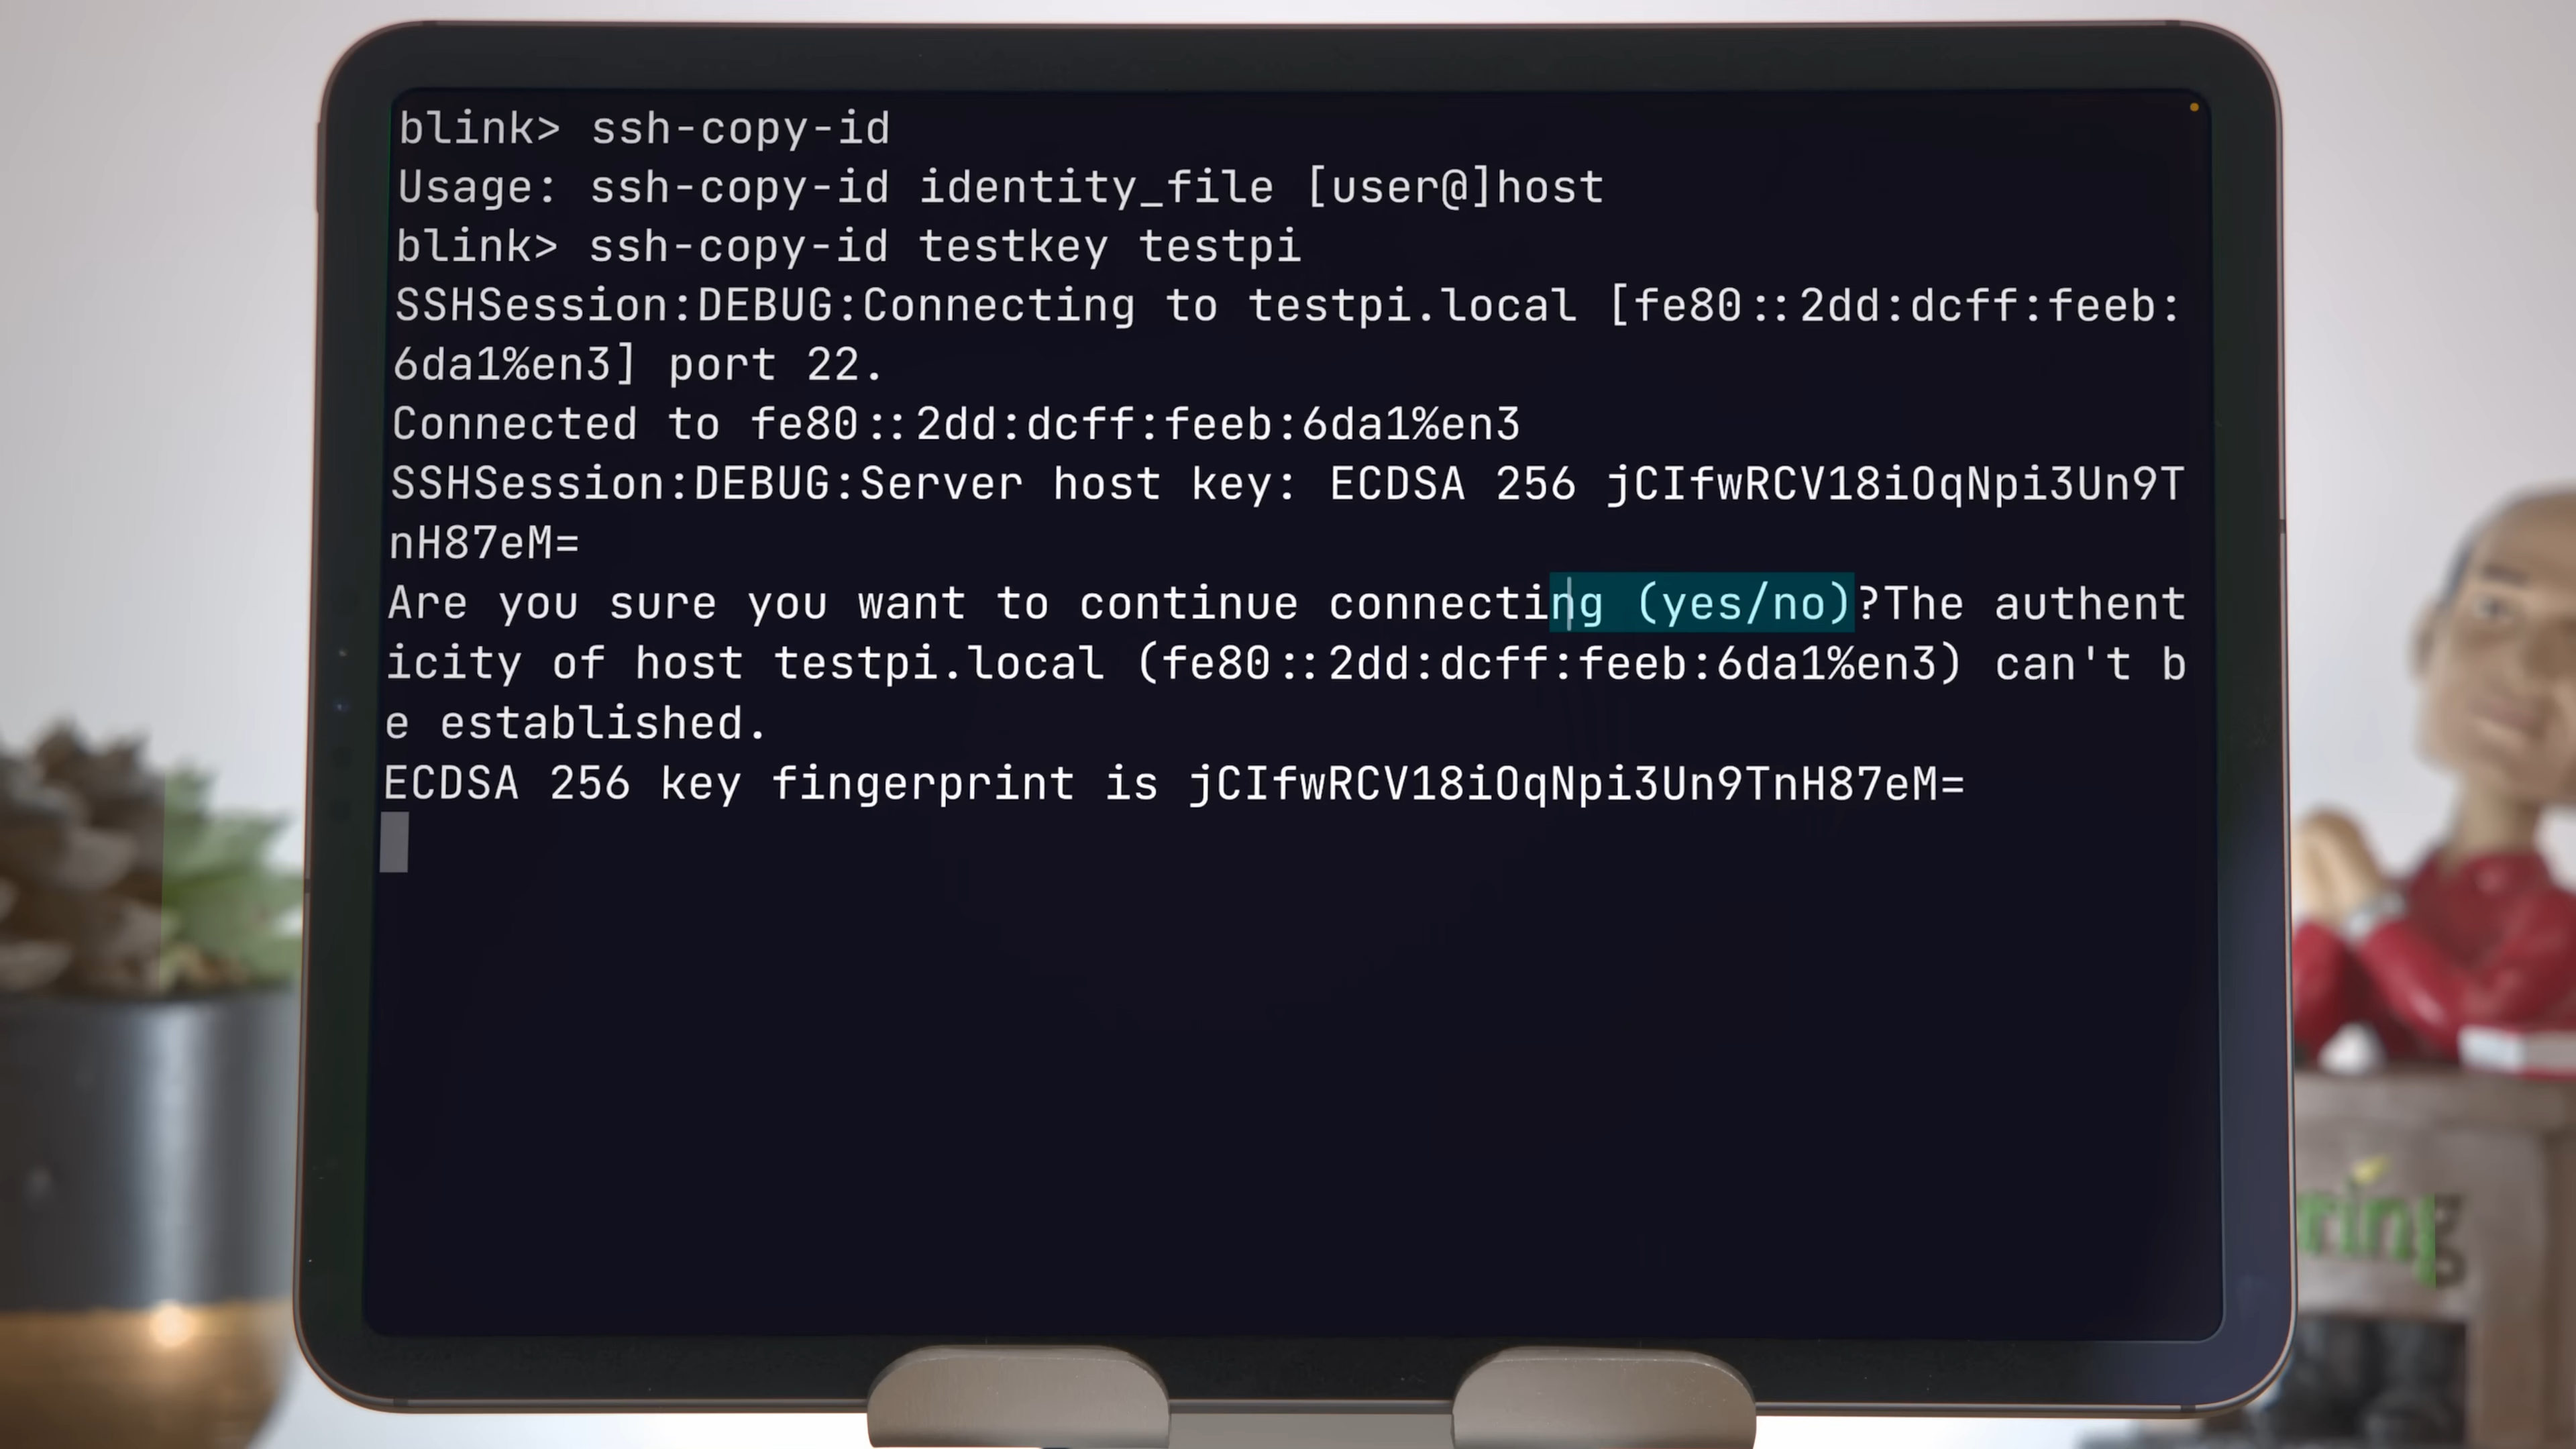 blink> ssh-copy-id
Usage: ssh-copy-id identity_file [user@]host
blink> ssh-copy-id testkey testpi
SSHSession:DEBUG:Connecting to testpi.local [fe80::2dd:dcff:feeb:
6da1%en3] port 22.
Connected to fe80::2dd:dcff:feeb:6da1%en3
SSHSession:DEBUG:Server host key: ECDSA 256 jCIfwRCV18iOqNpi3Un9T
nH87eM=
Are you sure you want to continue connecting (yes/no)?The authent
icity of host testpi.local (fe80::2dd:dcff:feeb:6da1%en3) can't b
e established.
ECDSA 256 key fingerprint is jCIfwRCV18iOqNpi3Un9TnH87eM=
ring